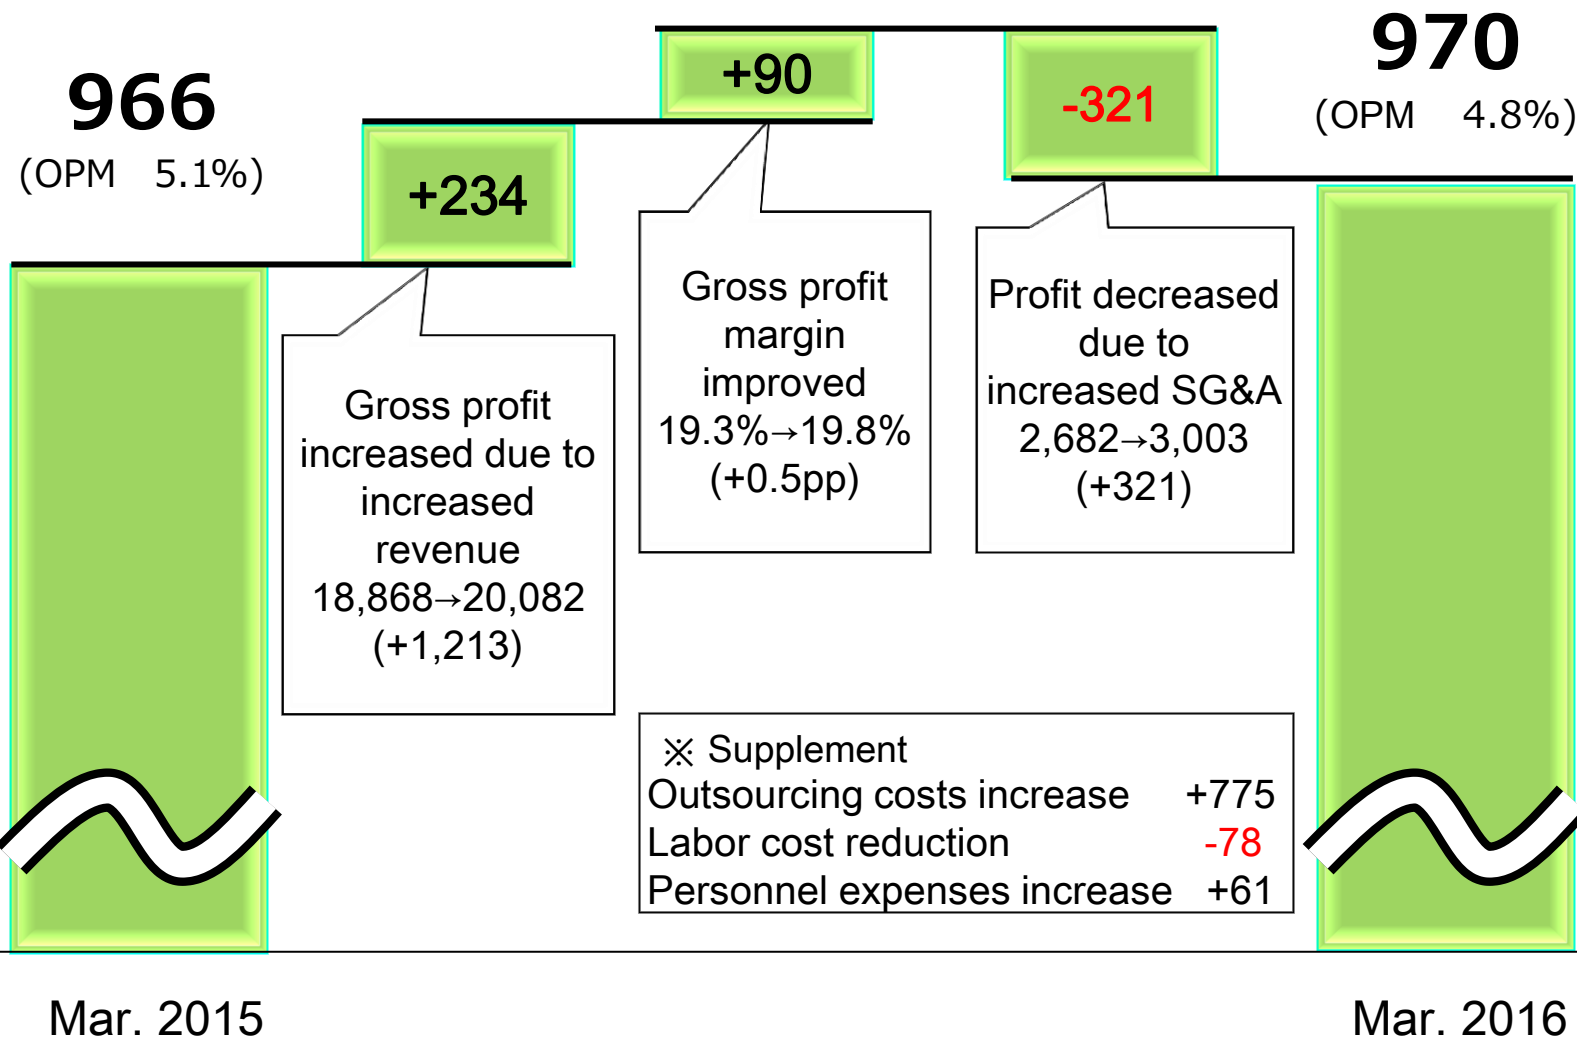 966
(OPM 5.1%)
+234
+90
-321
970
(OPM 4.8%)
Gross profit
increased due to
increased
revenue
18,868→20,082
(+1,213)
Gross profit
margin
improved
19.3%→19.8%
(+0.5pp)
Profit decreased
due to
increased SG&A
2,682→3,003
(+321)
※ Supplement
Outsourcing costs increase +775
Labor cost reduction -78
Personnel expenses increase +61
Mar. 2015
Mar. 2016